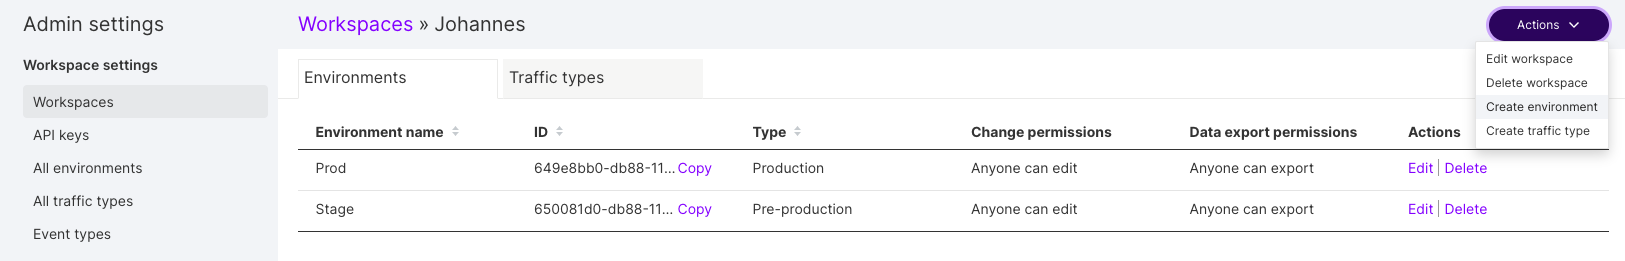 Admin settings
Workspaces » Johannes
Actions
Workspace settings
Workspaces
API keys
All environments
All traffic types
Event types
Edit workspace
Delete workspace
Create environment
Create traffic type
Environments Traffic types
Environment name ID Type Change permissions Data export permissions Actions
Prod 649e8bb0-db88-11... Copy Production Anyone can edit Anyone can export Edit | Delete
Stage 650081d0-db88-11... Copy Pre-production Anyone can edit Anyone can export Edit | Delete